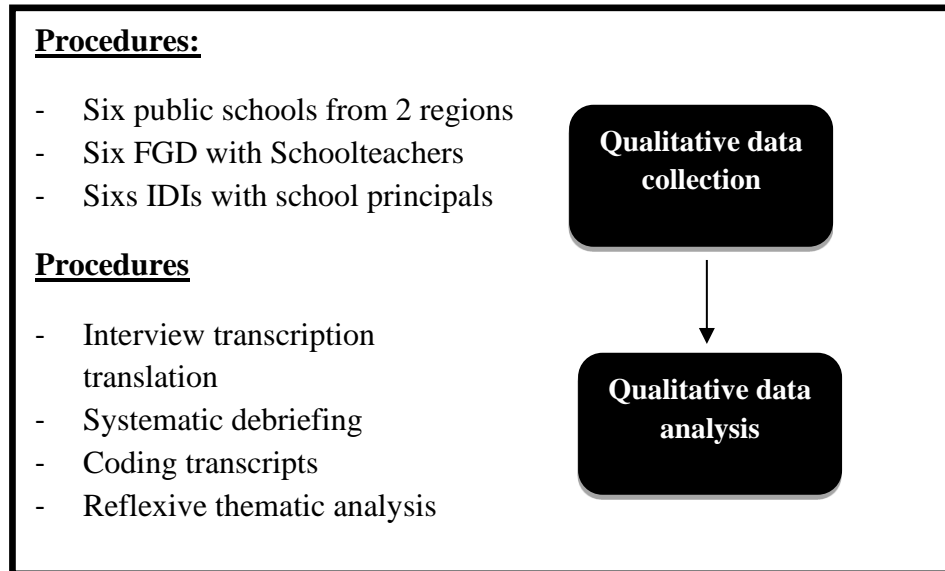 Procedures:
- Six public schools from 2 regions
- Six FGD with Schoolteachers
- Sixs IDIs with school principals
Qualitative data
collection
Procedures
- Interview transcription
translation
- Systematic debriefing
- Coding transcripts
- Reflexive thematic analysis
Qualitative data
analysis